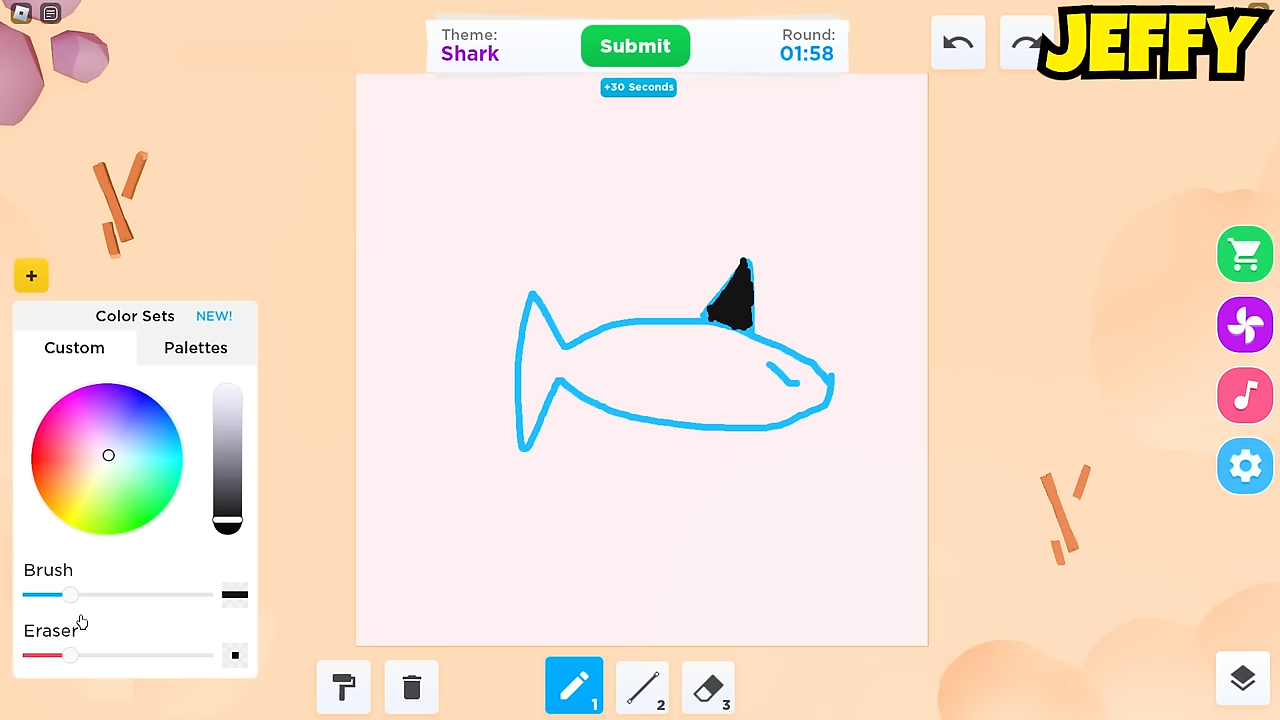 Theme:
Shark
Submit
Round:
01:58
JEFFY
+30 Seconds
+
Color Sets NEW!
Custom Palettes
Brush
Eraser
1
2
3